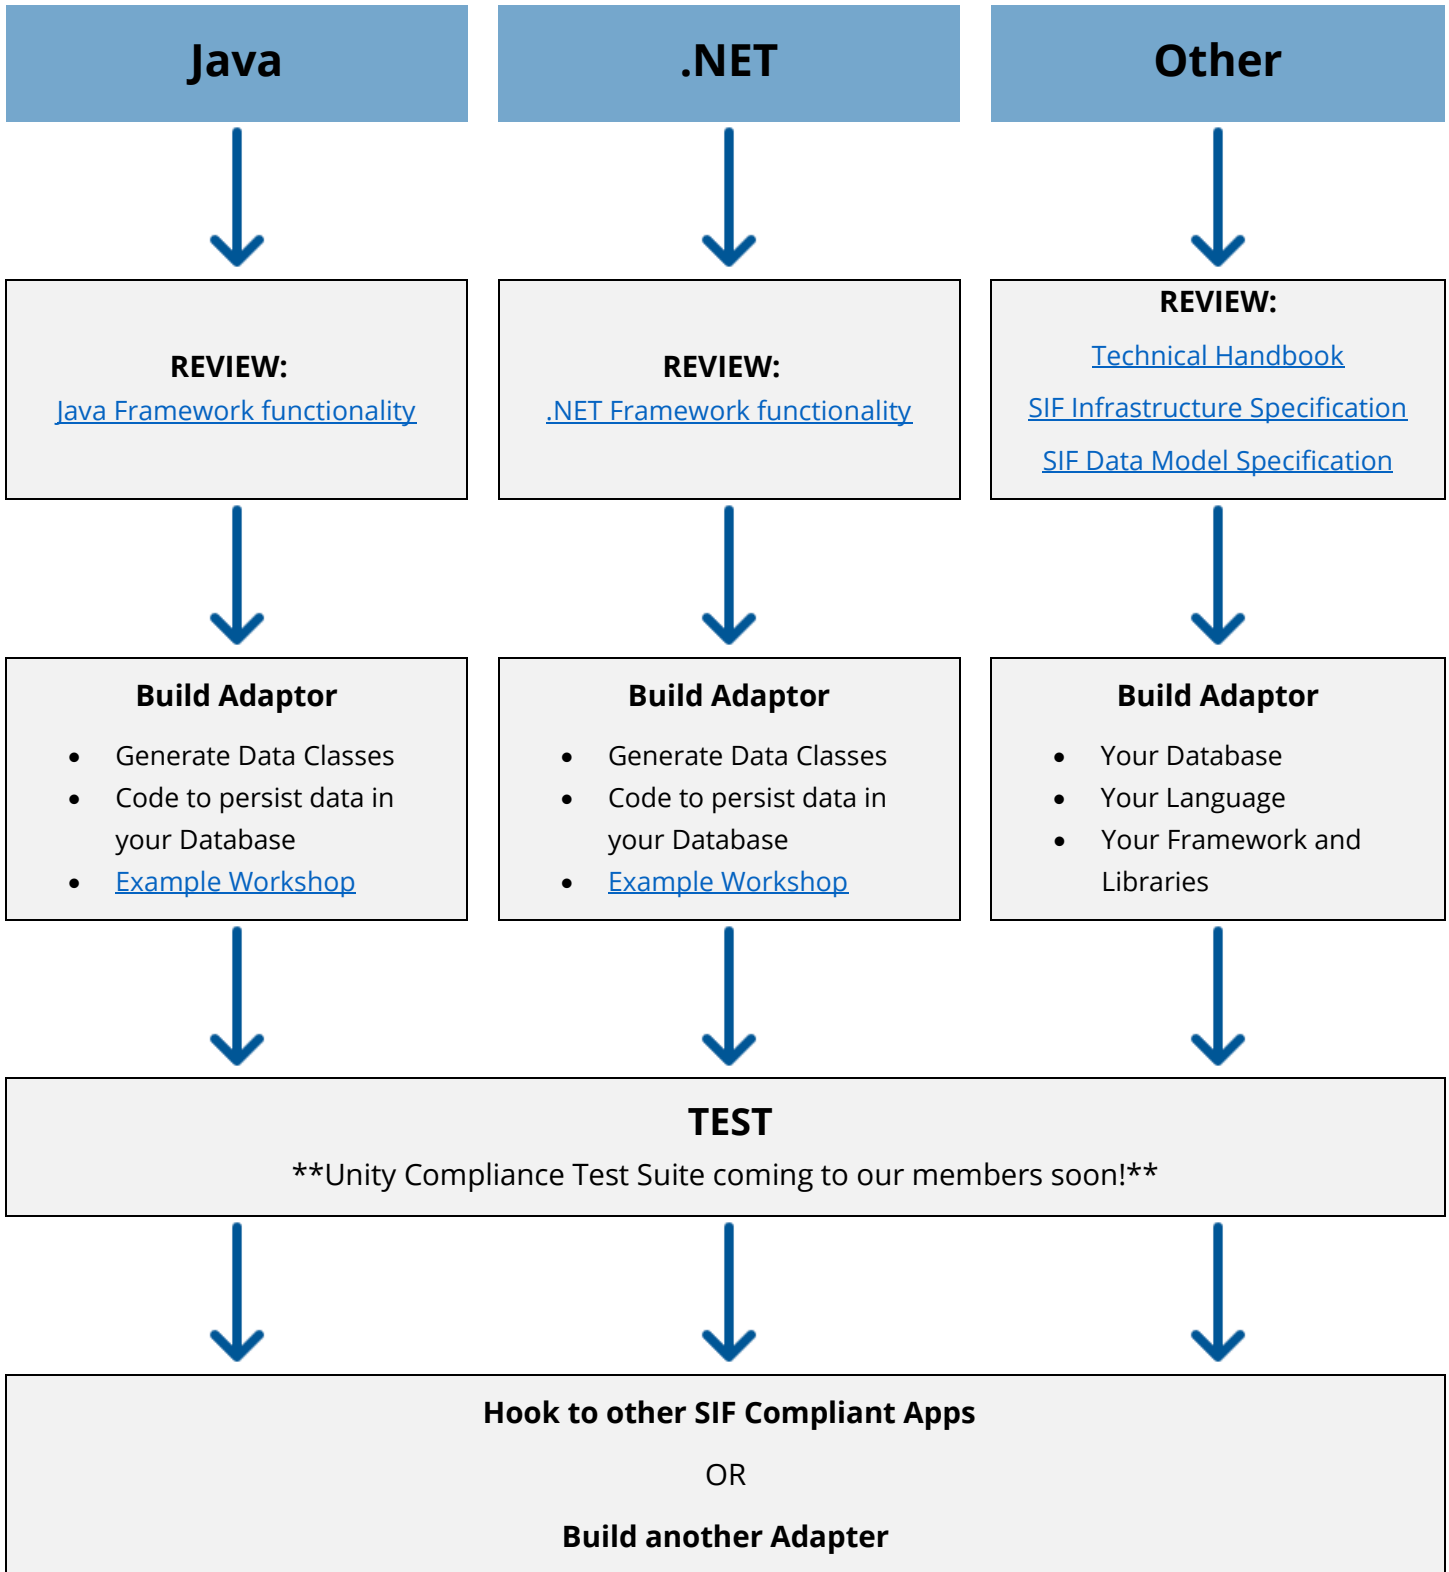 Java
.NET
Other
REVIEW:
Java Framework functionality
REVIEW:
.NET Framework functionality
REVIEW:
Technical Handbook
SIF Infrastructure Specification
SIF Data Model Specification
Build Adaptor
• Generate Data Classes
• Code to persist data in
your Database
• Example Workshop
Build Adaptor
• Generate Data Classes
• Code to persist data in
your Database
• Example Workshop
Build Adaptor
• Your Database
• Your Language
• Your Framework and
Libraries
TEST
**Unity Compliance Test Suite coming to our members soon!**
Hook to other SIF Compliant Apps
OR
Build another Adapter